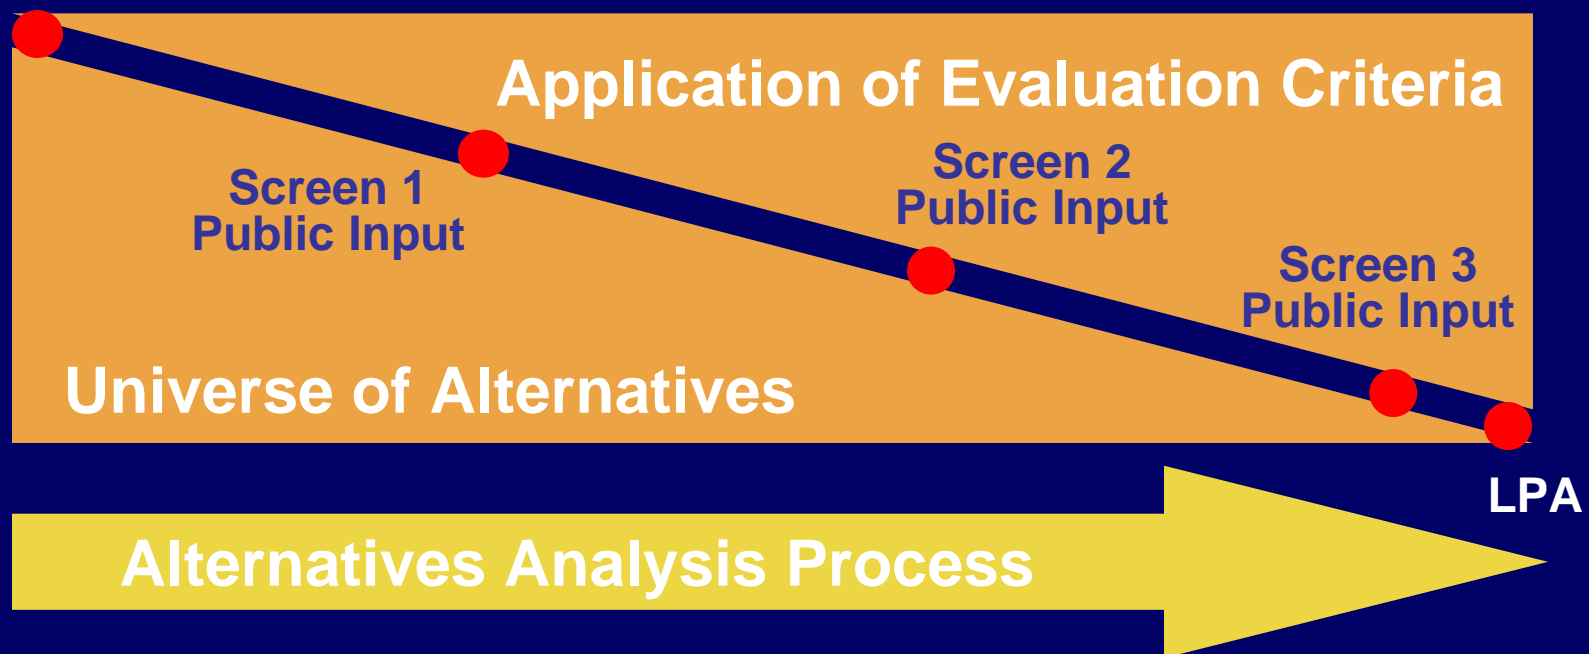 Application of Evaluation Criteria
Screen 1
Public Input
Screen 2
Public Input
Screen 3
Public Input
Universe of Alternatives
LPA
Alternatives Analysis Process